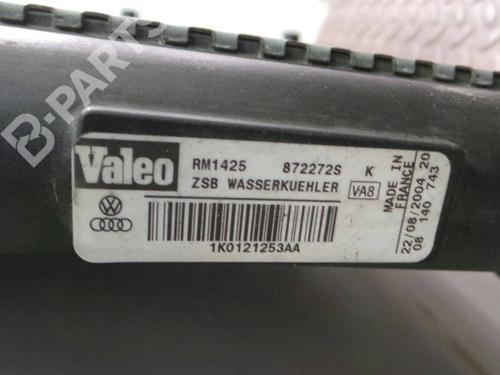 B-PARTS
Valeo
RM1425 872272S K
ZSB WASSERKUEHLER VA8
1K0121253AA
MADE IN
FRANCE
22/08/2004 20
08 140 743